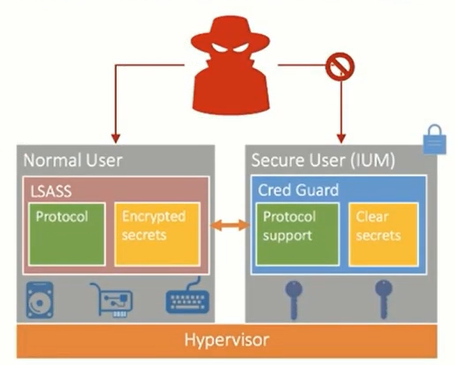 Normal User
LSASS
Protocol
Encrypted
secrets
Secure User (IUM)
Cred Guard
Protocol
support
Clear
secrets
Hypervisor